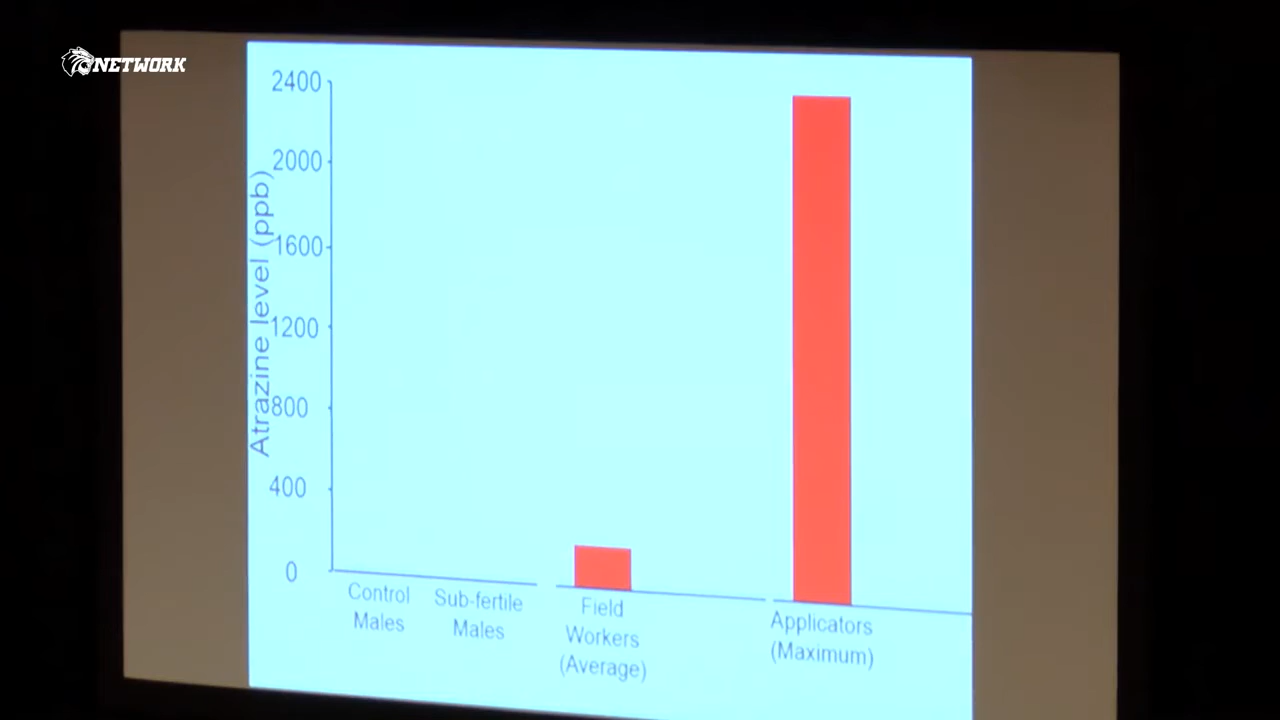 NETWORK
2400
2000
1600
1200
800
400
0
Atrazine level (ppb)
Control
Males
Sub-fertile
Males
Field
Workers
(Average)
Applicators
(Maximum)